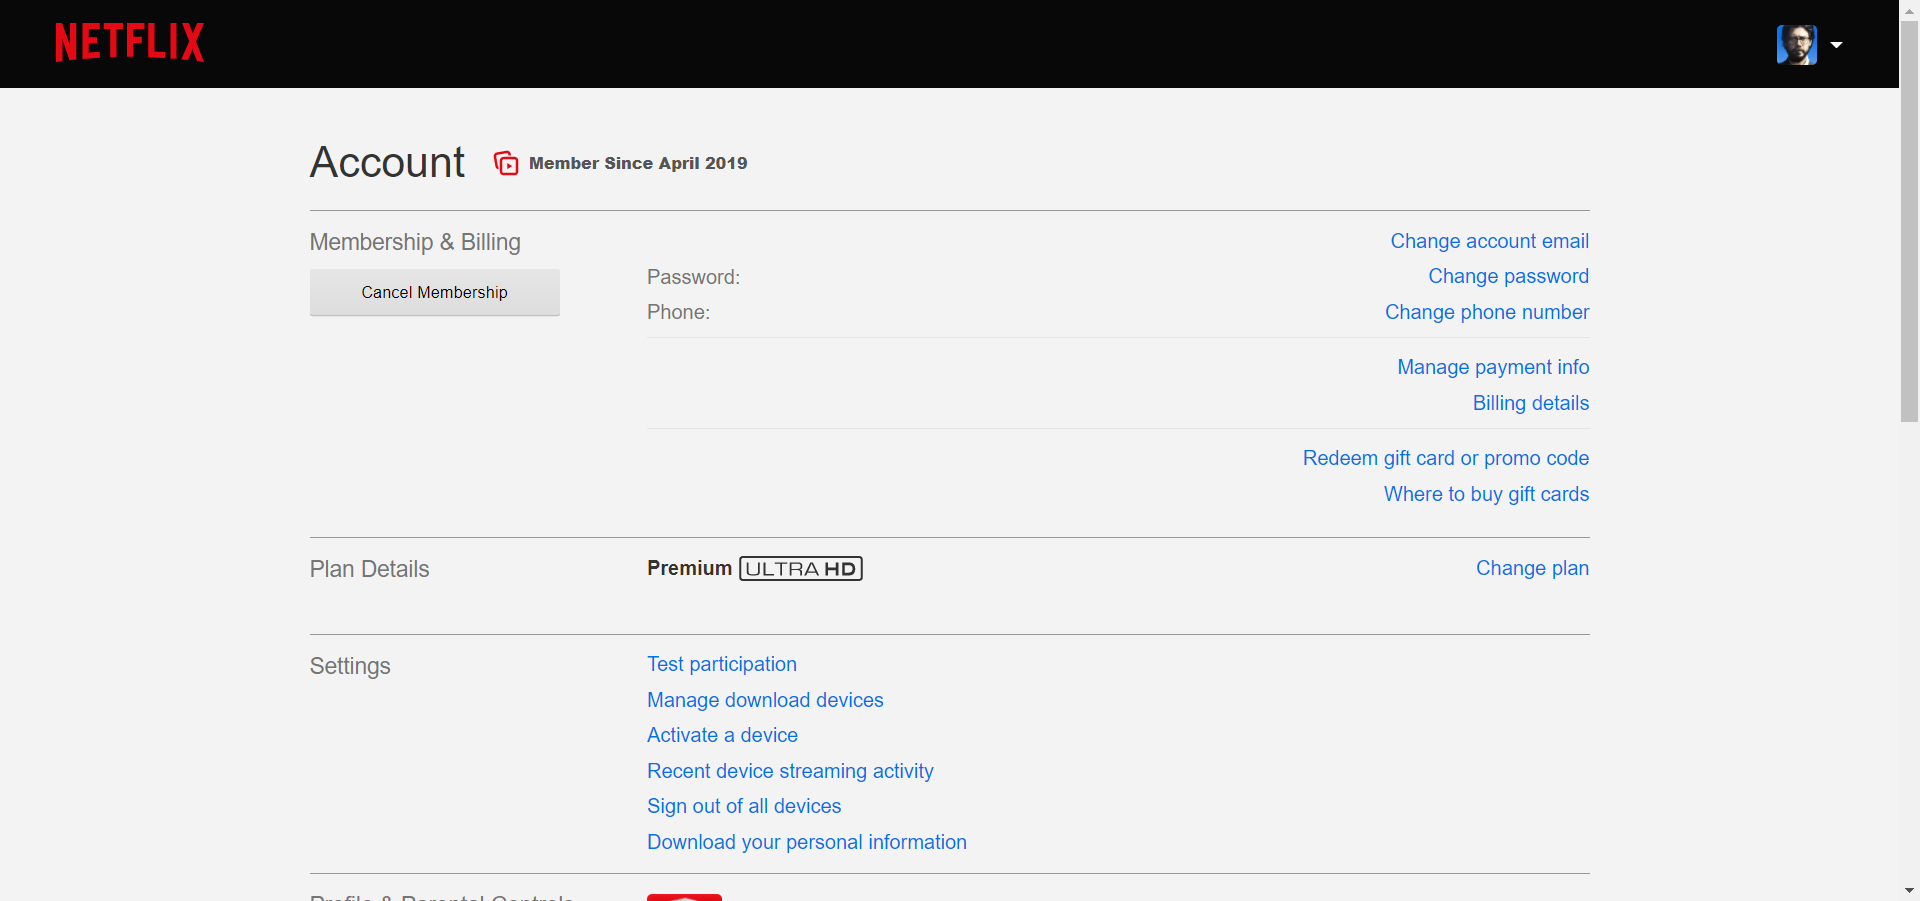 NETFLIX
Account
Member Since April 2019
Membership & Billing
Change account email
Cancel Membership
Password:
Change password
Phone:
Change phone number
Manage payment info
Billing details
Redeem gift card or promo code
Where to buy gift cards
Plan Details
Premium ULTRA HD
Change plan
Settings
Test participation
Manage download devices
Activate a device
Recent device streaming activity
Sign out of all devices
Download your personal information
Profile & Parental Controls